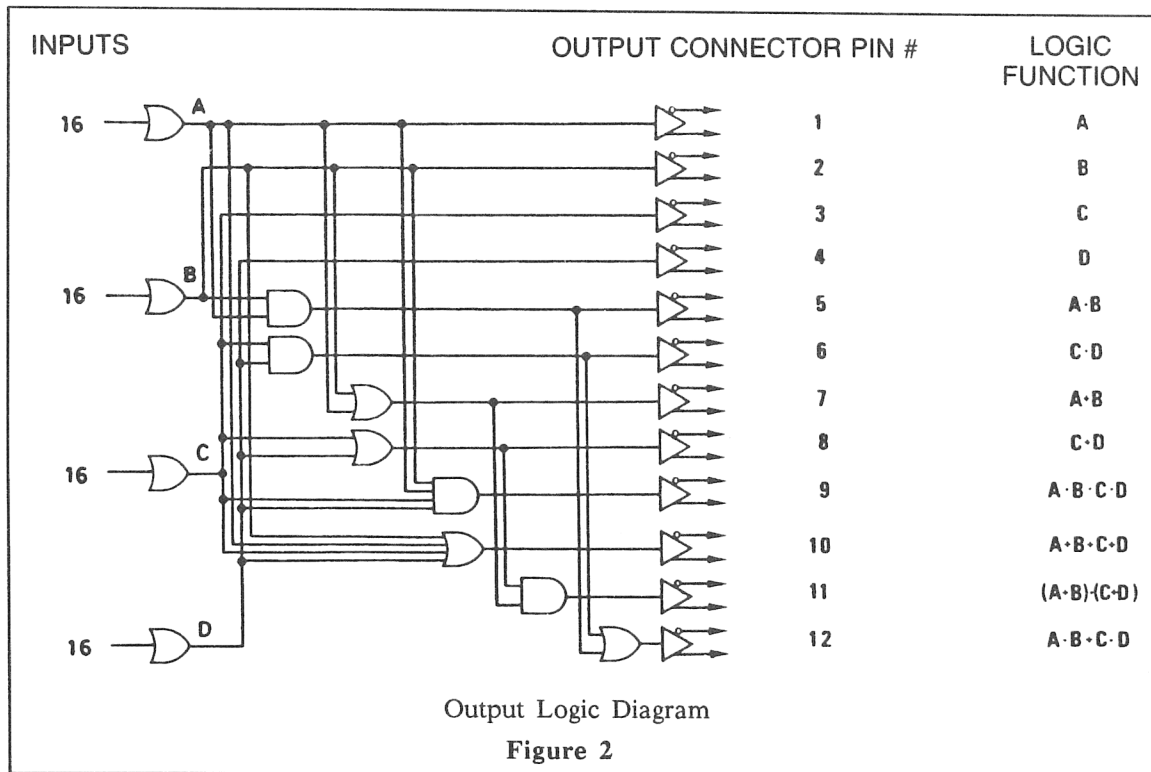 INPUTS OUTPUT CONNECTOR PIN # LOGIC FUNCTION
16 A 1 A
2 B
3 C
4 D
16 B 5 A·B
6 C·D
7 A+B
8 C+D
16 C 9 A·B·C·D
10 A+B+C+D
11 (A+B)·(C+D)
16 D 12 A·B+C·D
Output Logic Diagram
Figure 2